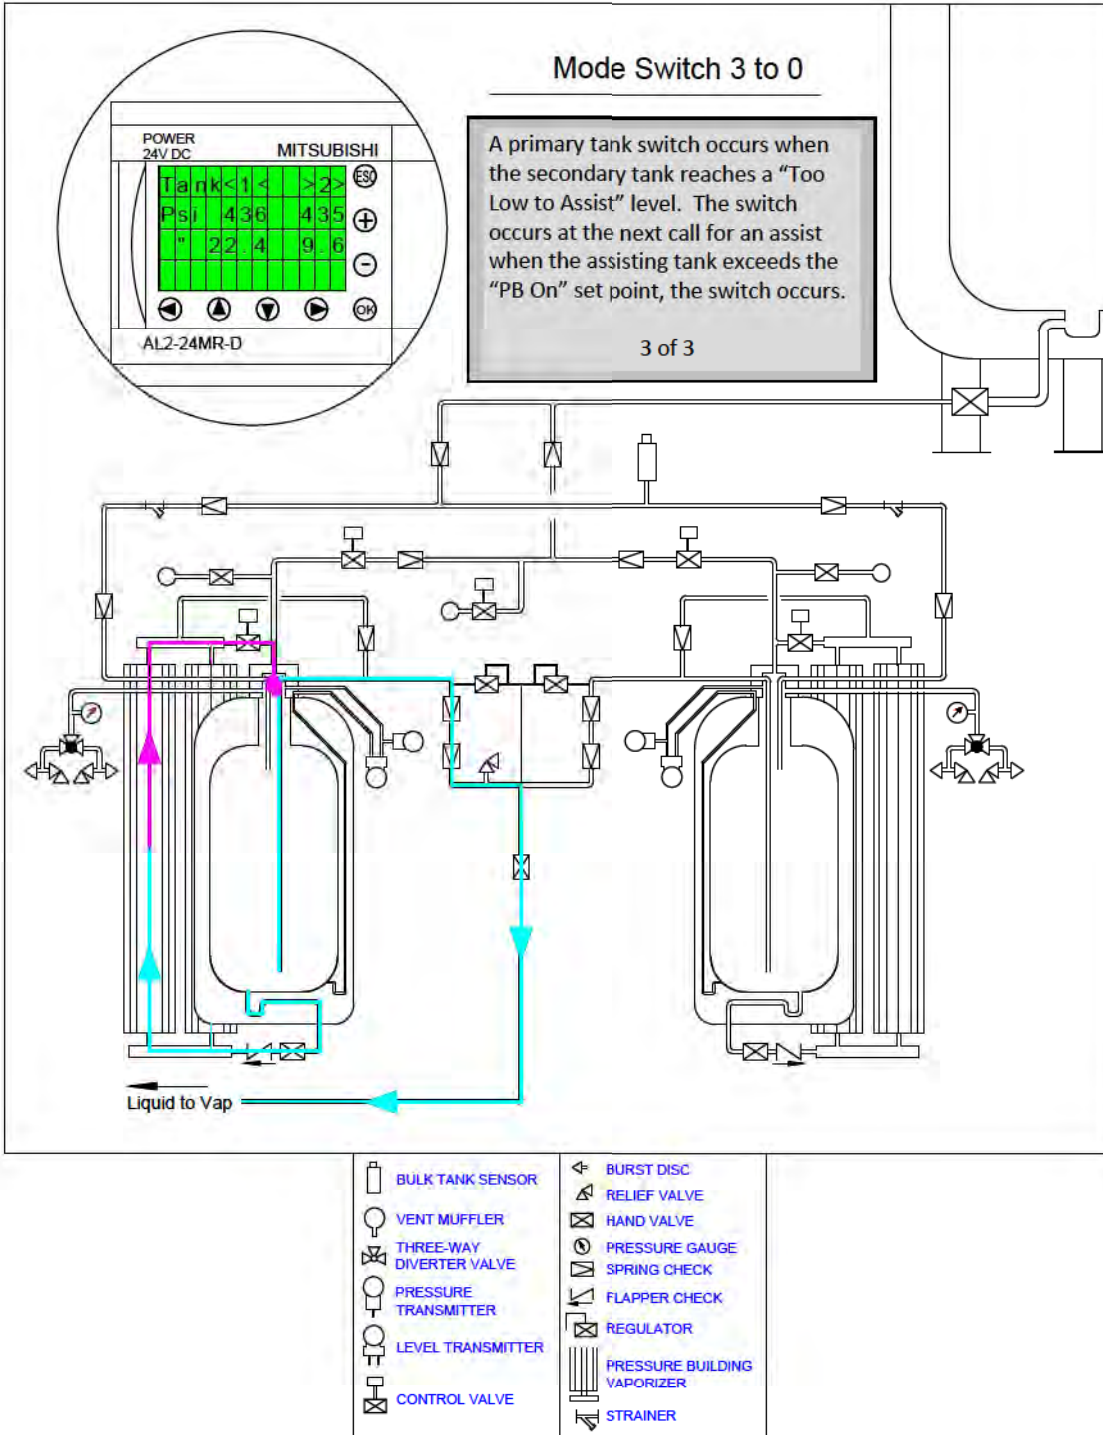 Mode Switch 3 to 0
POWER
24V DC
MITSUBISHI
Tank<1< >2>
Psi 436 435
" 22.4 9.6
ESC
+
-
OK
AL2-24MR-D
A primary tank switch occurs when
the secondary tank reaches a “Too
Low to Assist” level. The switch
occurs at the next call for an assist
when the assisting tank exceeds the
“PB On” set point, the switch occurs.
3 of 3
Liquid to Vap
BULK TANK SENSOR
VENT MUFFLER
THREE-WAY
DIVERTER VALVE
PRESSURE
TRANSMITTER
LEVEL TRANSMITTER
CONTROL VALVE
BURST DISC
RELIEF VALVE
HAND VALVE
PRESSURE GAUGE
SPRING CHECK
FLAPPER CHECK
REGULATOR
PRESSURE BUILDING
VAPORIZER
STRAINER